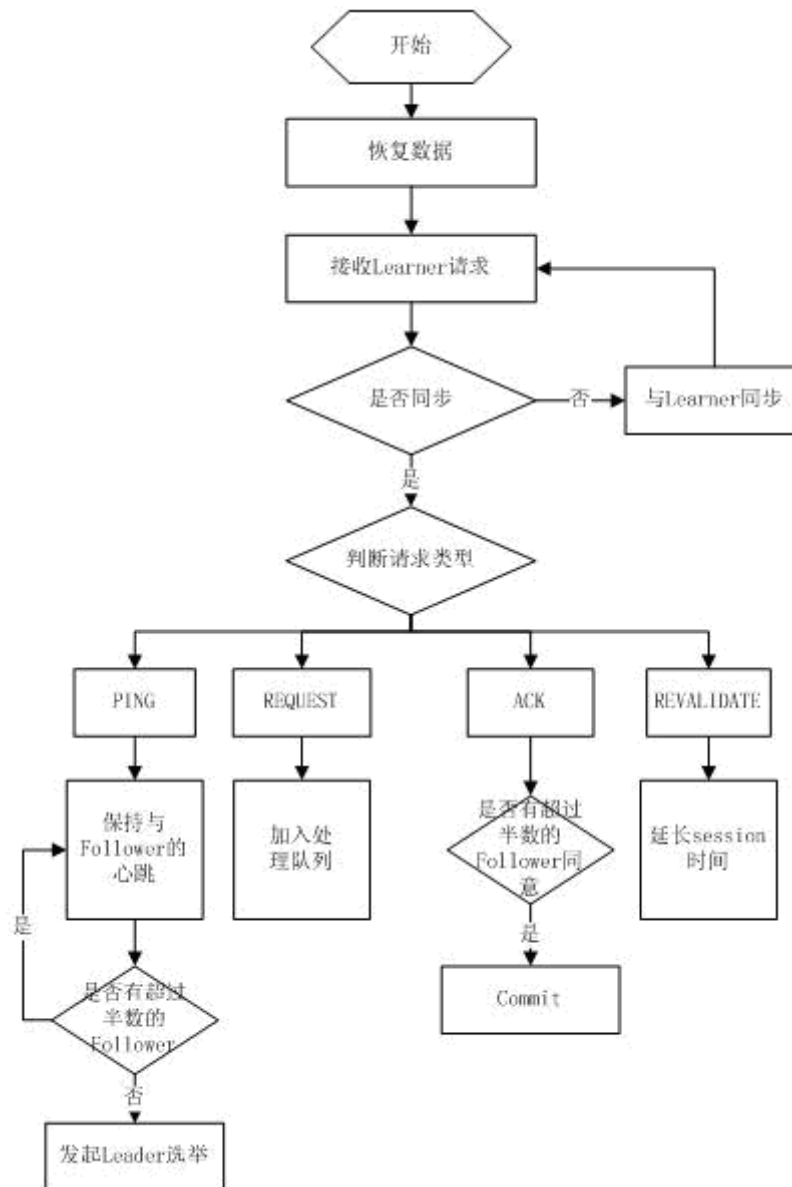 开始
恢复数据
接收Learner请求
是否同步
否
与Learner同步
是
判断请求类型
PING
REQUEST
ACK
REVALIDATE
保持与
Follower的
心跳
加入处
理队列
是否有超过
半数的
Follower同
意
延长session
时间
是
是
是否有超过
半数的
Follower
Commit
否
发起Leader选举